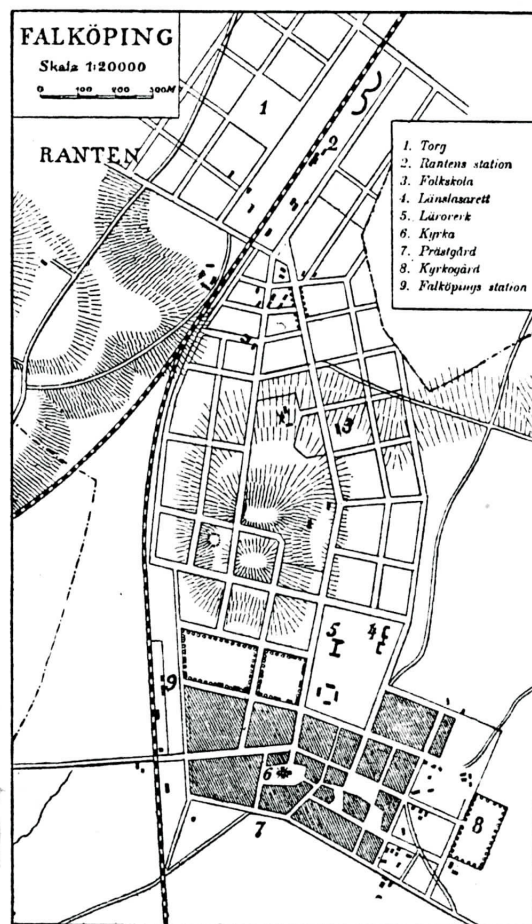 FALKÖPING
Skala 1:20000
0 100 200 300M
RANTEN
1. Torg
2. Rantens station
3. Folkskola
4. Länslasarett
5. Läroverk
6. Kyrka
7. Prästgård
8. Kyrkogård
9. Falköpings station
1
2
3
1
3
5
4
9
6
7
8